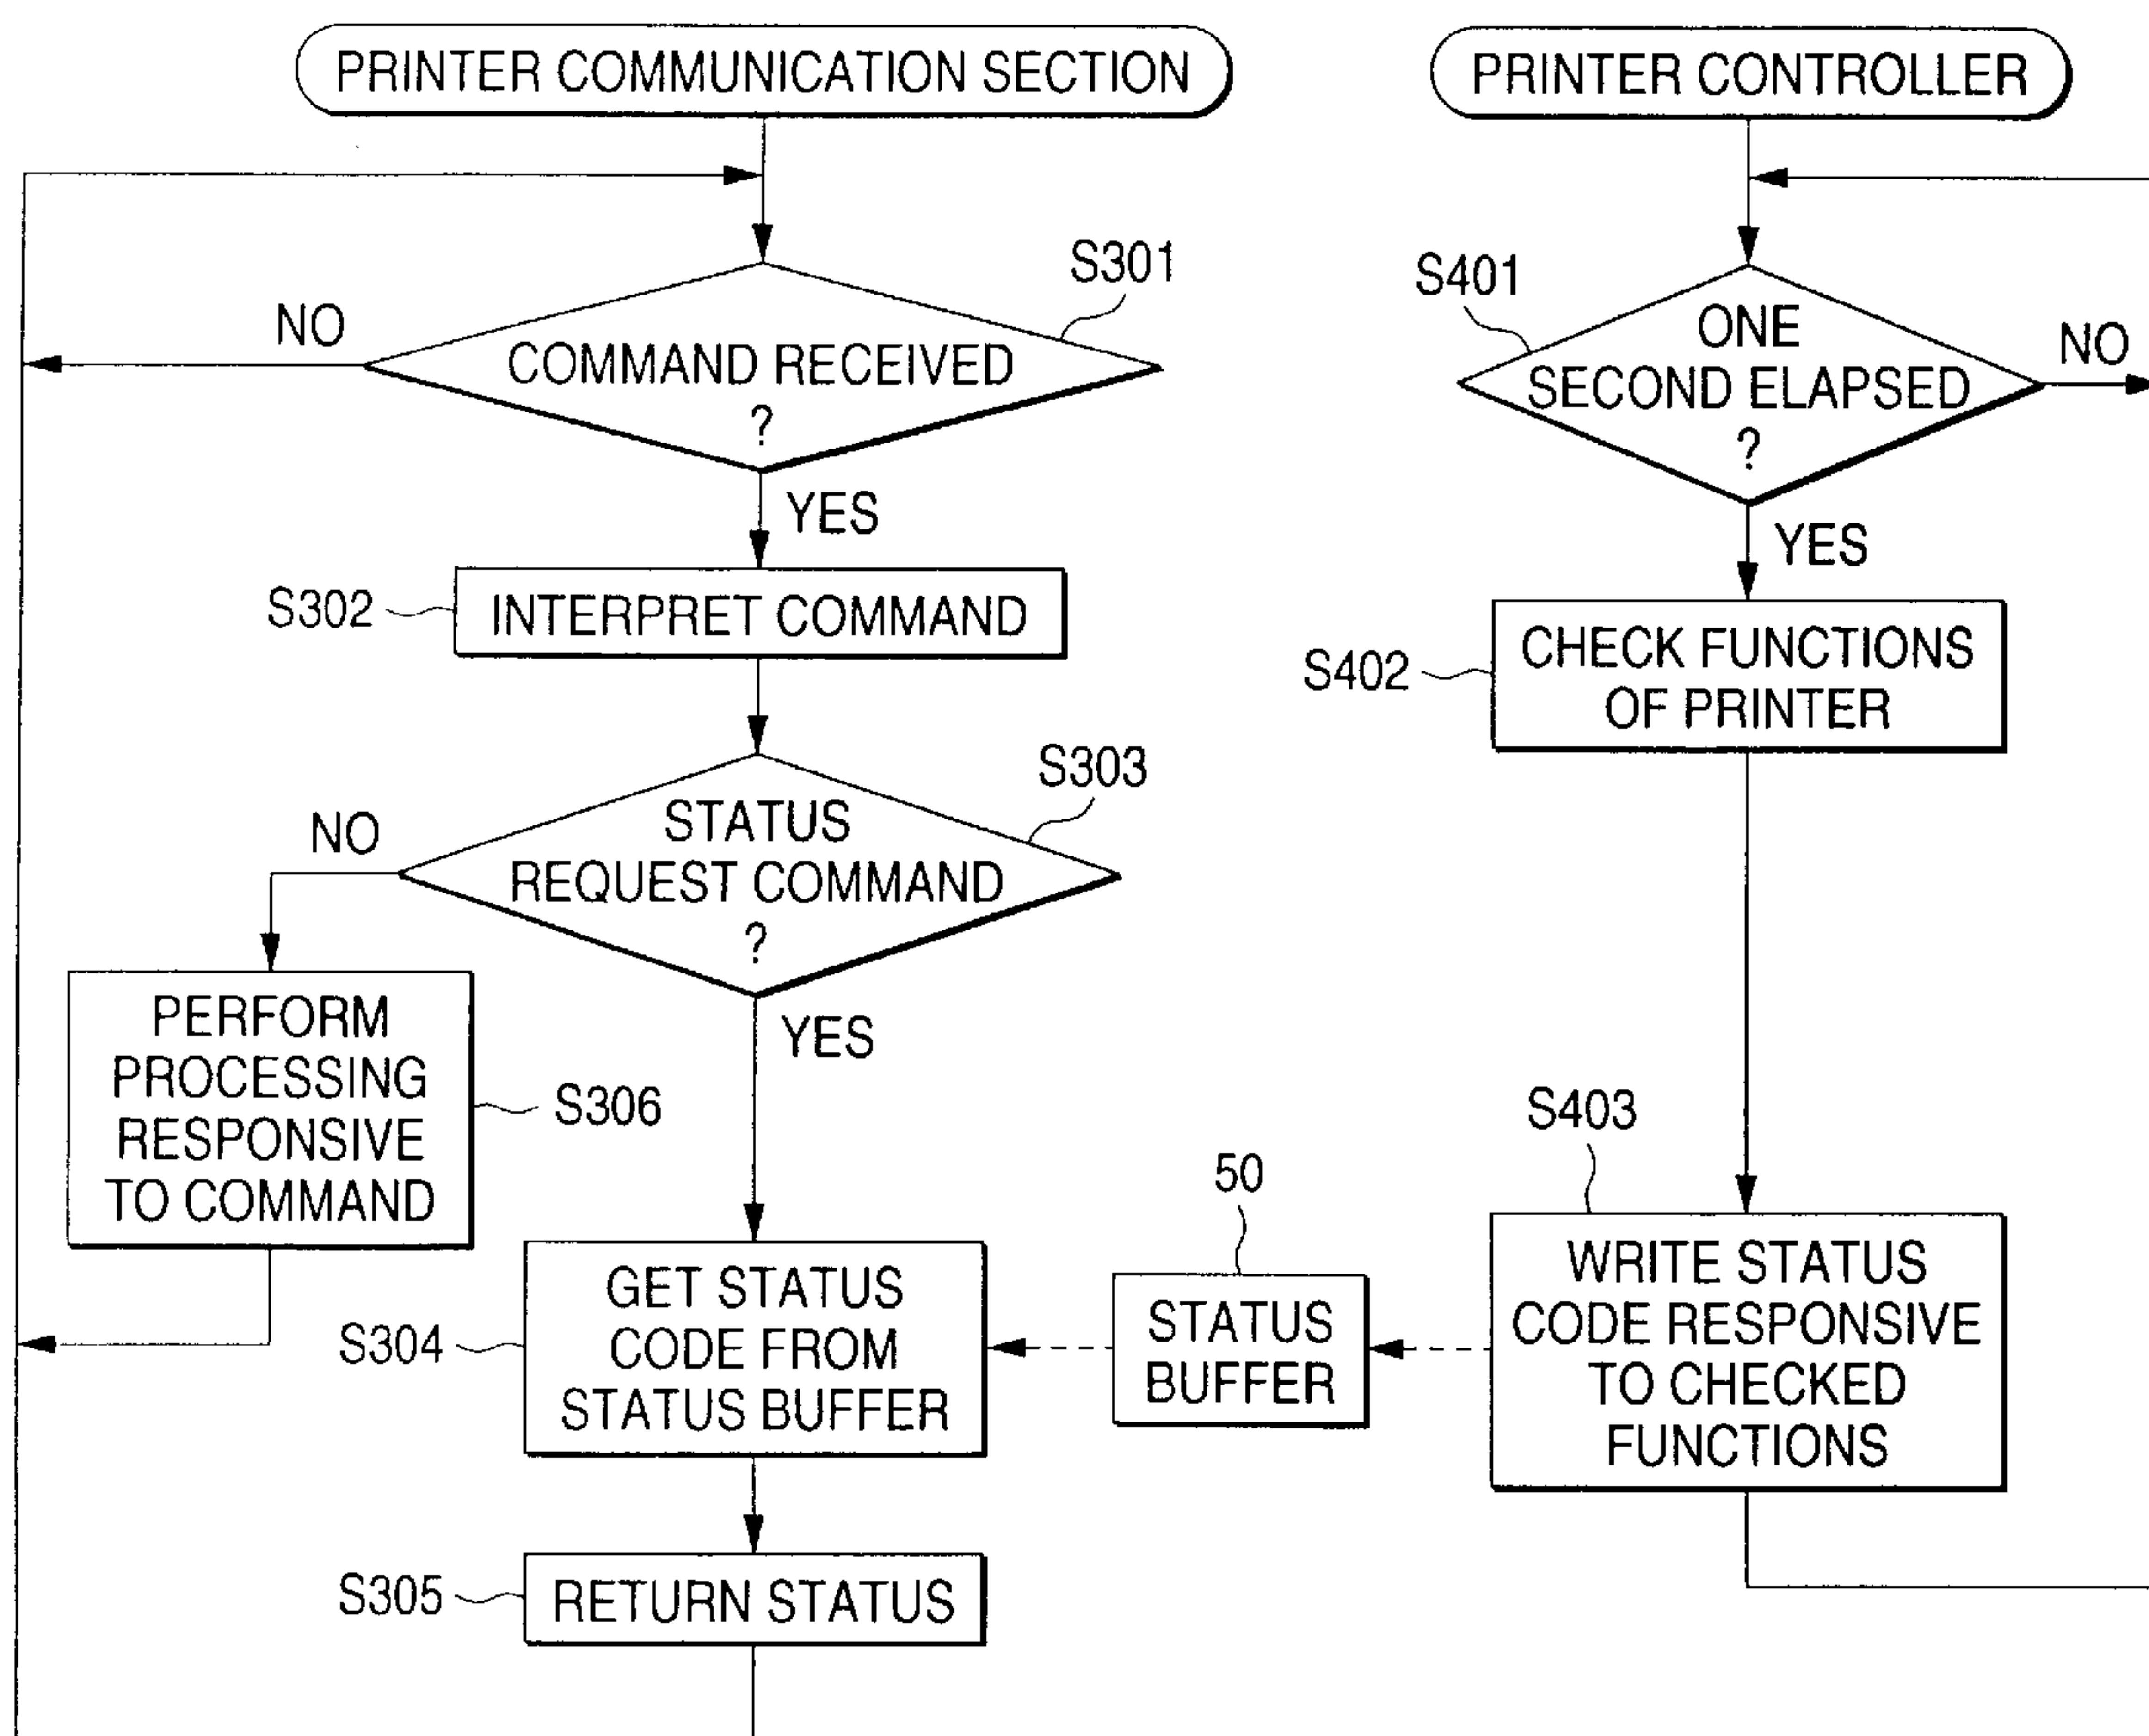 PRINTER COMMUNICATION SECTION
S301
NO
COMMAND RECEIVED
?
YES
S302
INTERPRET COMMAND
S303
NO
STATUS
REQUEST COMMAND
?
YES
PERFORM
PROCESSING
RESPONSIVE
TO COMMAND
S306
S304
GET STATUS
CODE FROM
STATUS BUFFER
S305
RETURN STATUS
50
STATUS
BUFFER
PRINTER CONTROLLER
S401
ONE
SECOND ELAPSED
?
NO
YES
S402
CHECK FUNCTIONS
OF PRINTER
S403
WRITE STATUS
CODE RESPONSIVE
TO CHECKED
FUNCTIONS